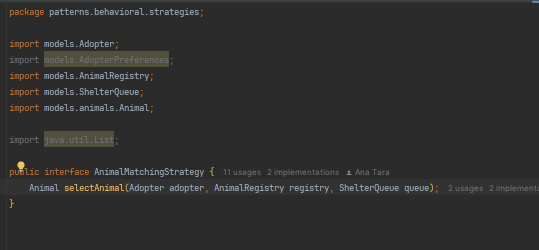 package patterns.behavioral.strategies;
import models.Adopter;
import models.AdopterPreferences;
import models.AnimalRegistry;
import models.ShelterQueue;
import models.animals.Animal;
import java.util.List;
public interface AnimalMatchingStrategy { 11 usages 2 implementations Ana Tara
Animal selectAnimal(Adopter adopter, AnimalRegistry registry, ShelterQueue queue); 2 usages 2 implementa
}